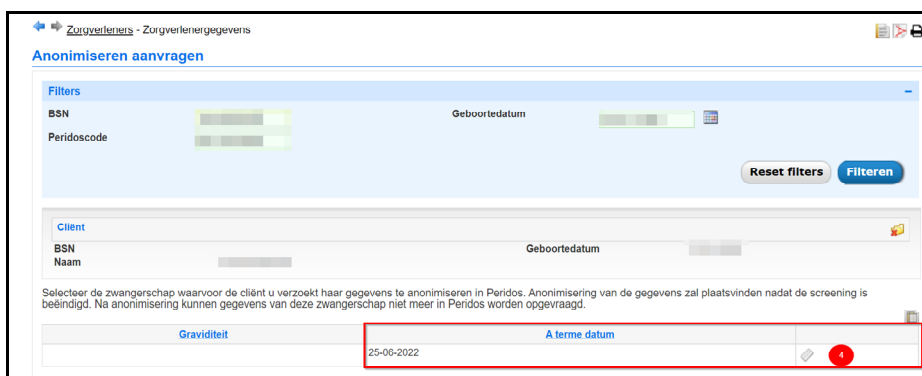 Zorgverleners - Zorgverlenergegevens
Anonimiseren aanvragen
Filters
BSN Geboortedatum
Peridoscode
Reset filters Filteren
Cliënt
BSN Geboortedatum
Naam
Selecteer de zwangerschap waarvoor de cliënt u verzoekt haar gegevens te anonimiseren in Peridos. Anonimisering van de gegevens zal plaatsvinden nadat de screening is
beëindigd. Na anonimisering kunnen gegevens van deze zwangerschap niet meer in Peridos worden opgevraagd.
Graviditeit A terme datum
25-06-2022 4